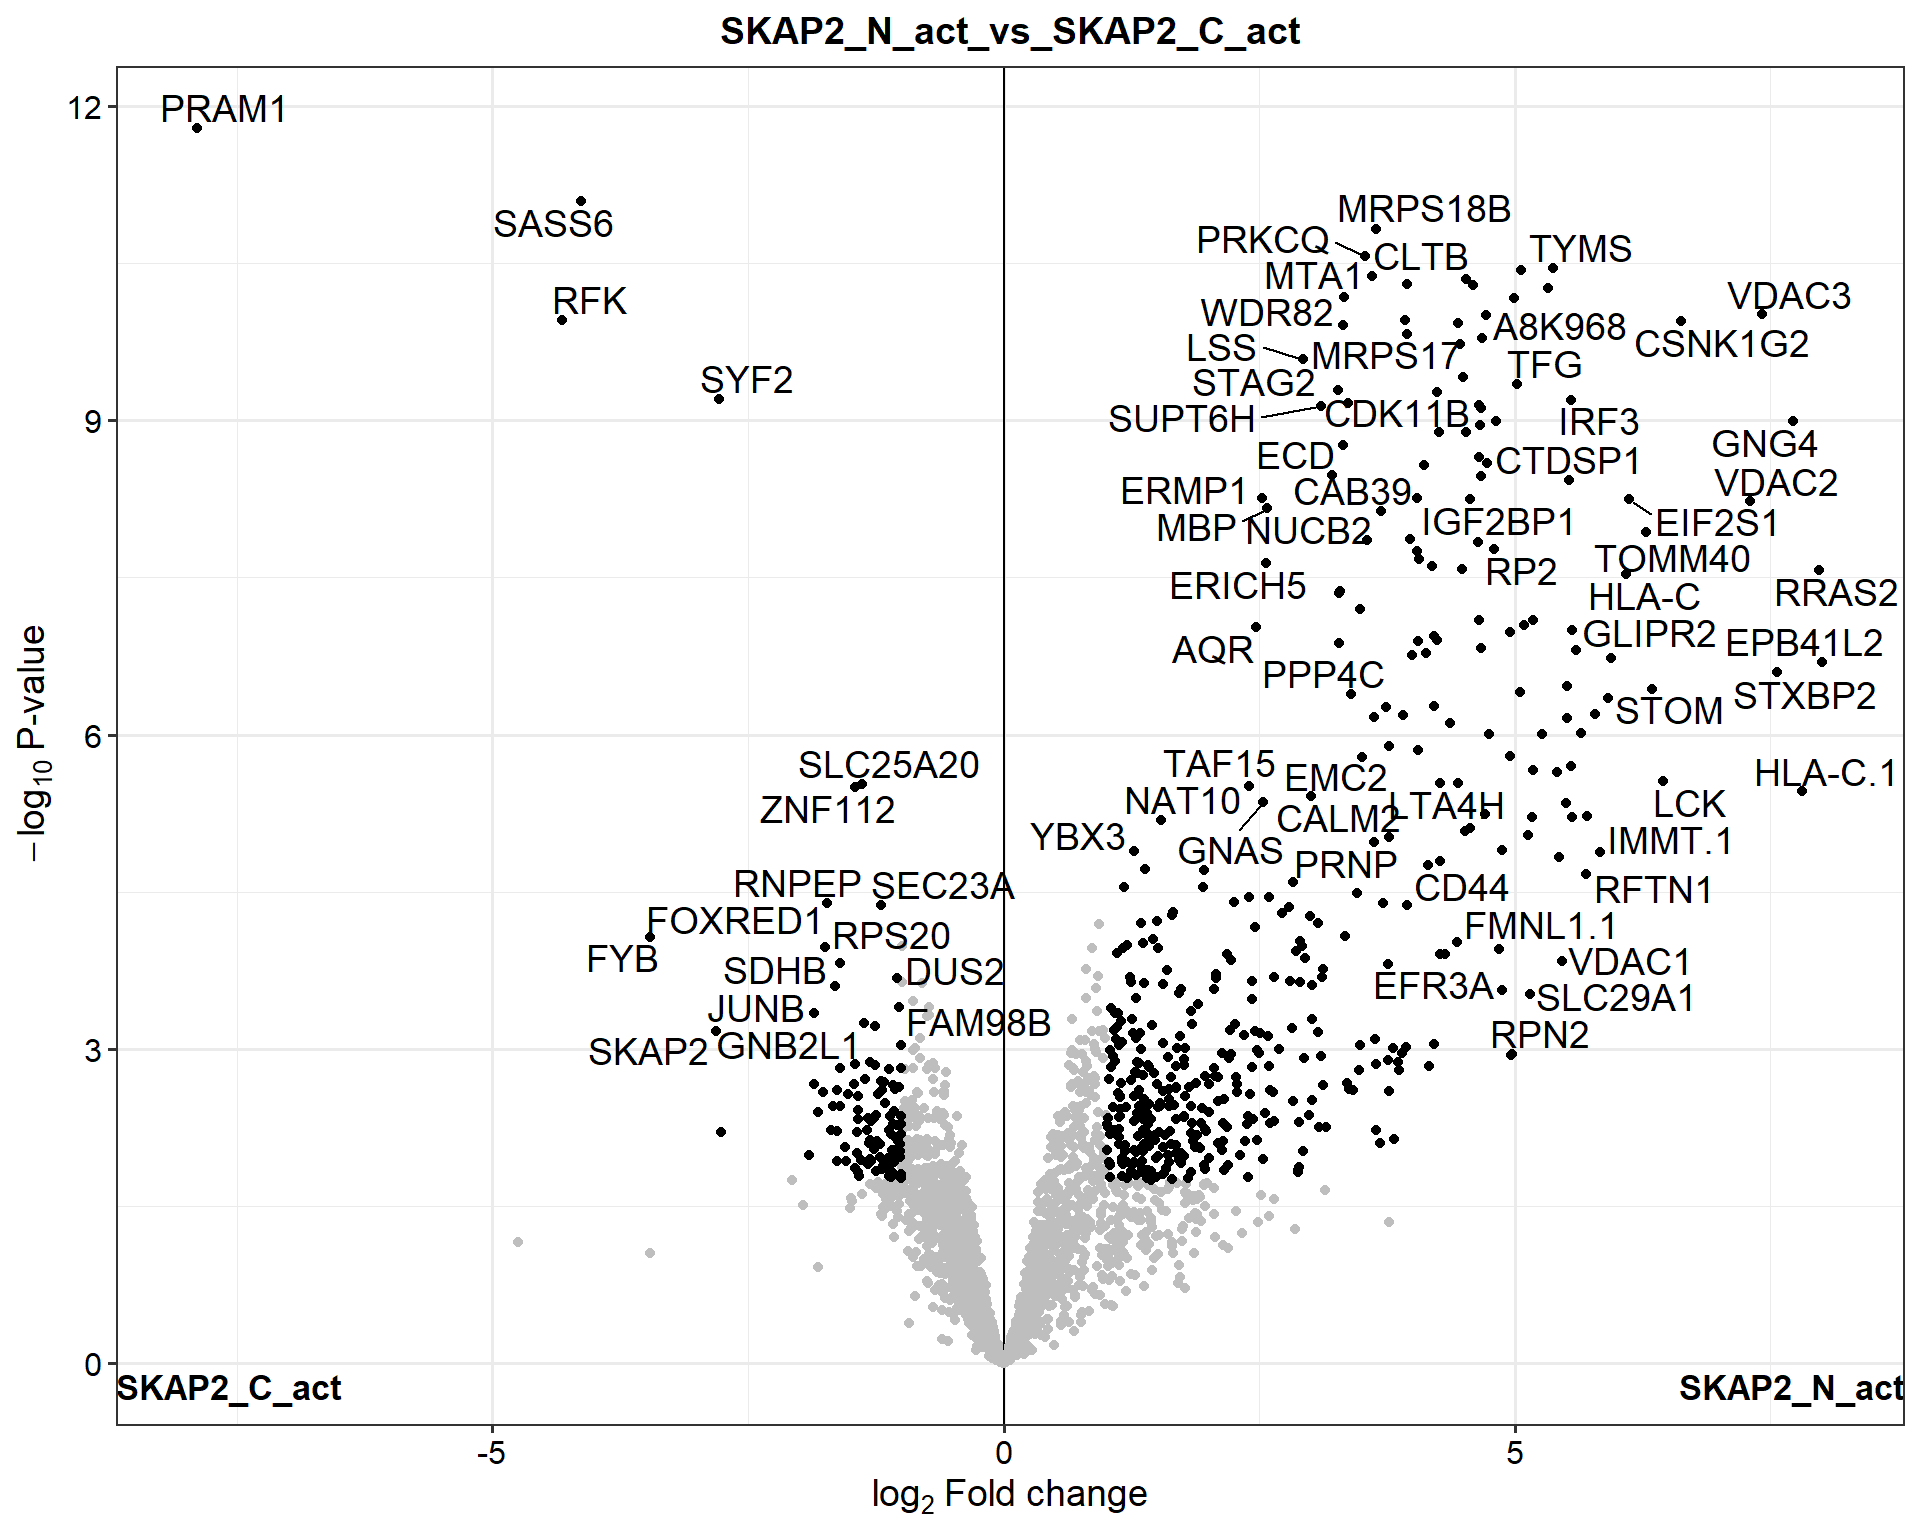 SKAP2_N_act_vs_SKAP2_C_act
12
PRAM1
SASS6
MRPS18B
PRKCQ
CLTB
TYMS
MTA1
RFK
VDAC3
WDR82
A8K968
CSNK1G2
LSS
MRPS17
TFG
SYF2
STAG2
9
SUPT6H
CDK11B
IRF3
GNG4
ECD
CTDSP1
VDAC2
ERMP1
CAB39
MBP
NUCB2
IGF2BP1
EIF2S1
TOMM40
RP2
ERICH5
HLA-C
RRAS2
GLIPR2
EPB41L2
AQR
PPP4C
STXBP2
STOM
6
SLC25A20
TAF15
EMC2
HLA-C.1
ZNF112
NAT10
LTA4H
LCK
YBX3
CALM2
IMMT.1
GNAS
PRNP
RNPEP
SEC23A
CD44
RFTN1
FOXRED1
RPS20
FMNL1.1
FYB
SDHB
DUS2
VDAC1
EFR3A
SLC29A1
JUNB
FAM98B
RPN2
SKAP2
GNB2L1
3
0
SKAP2_C_act
SKAP2_N_act
-5
0
5
log2 Fold change
−log10 P-value